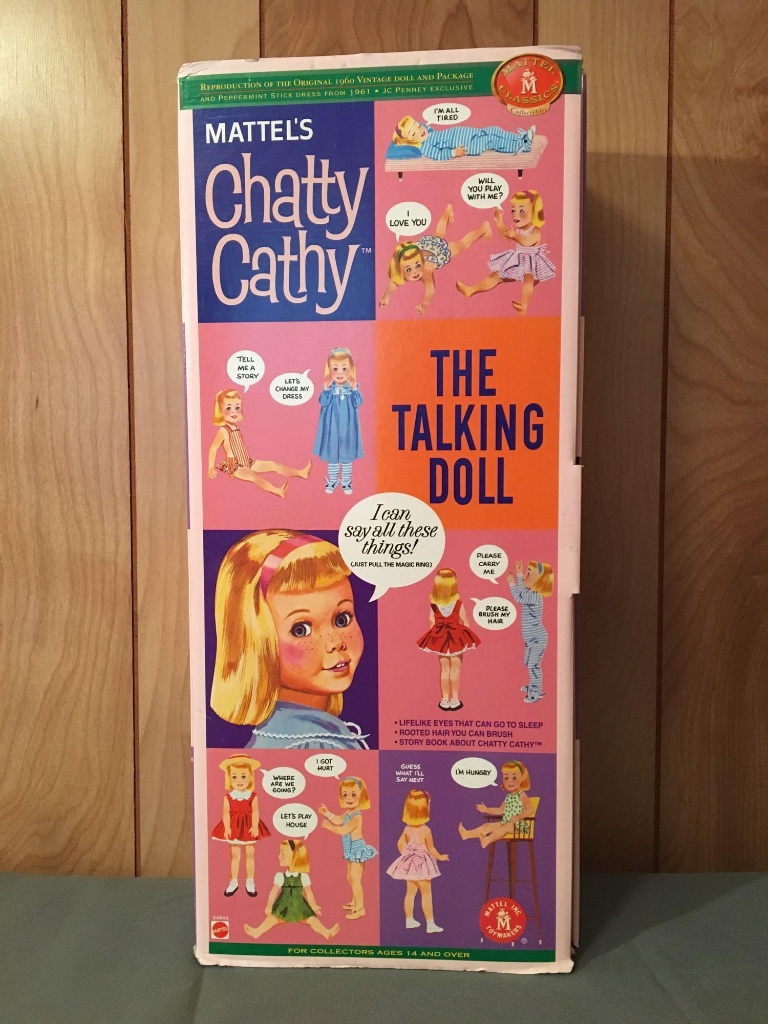 REPRODUCTION OF THE ORIGINAL 1960 VINTAGE DOLL AND PACKAGE
AND PEPPERMINT STICK DRESS FROM 1961 • JC PENNEY EXCLUSIVE
MATTEL
M
CLASSICS
Collectibles
MATTEL'S
Chatty
Cathy™
I'M ALL
TIRED
WILL
YOU PLAY
WITH ME?
I
LOVE YOU
TELL
ME A
STORY
LET'S
CHANGE MY
DRESS
THE
TALKING
DOLL
I can
say all these
things!
(JUST PULL THE MAGIC RING)
PLEASE
CARRY
ME
PLEASE
BRUSH MY
HAIR
• LIFELIKE EYES THAT CAN GO TO SLEEP
• ROOTED HAIR YOU CAN BRUSH
• STORY BOOK ABOUT CHATTY CATHY™
I GOT
HURT
WHERE
ARE WE
GOING?
LET'S PLAY
HOUSE
GUESS
WHAT I'LL
SAY NEXT
I'M HUNGRY
MATTEL
MATTEL INC.
M
TOYMAKERS
®
FOR COLLECTORS AGES 14 AND OVER